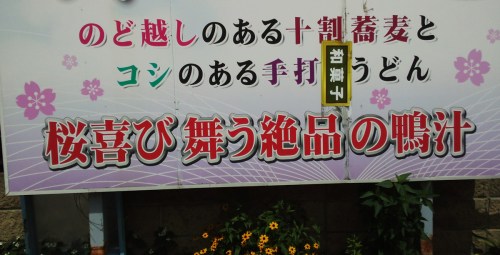 のど越しのある十割蕎麦と
コシのある手打うどん
和菓子
桜喜び舞う絶品の鴨汁